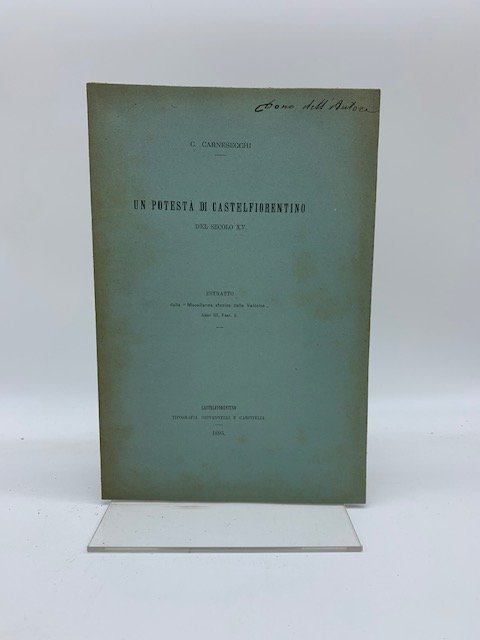 Dono dell'Autore
C. CARNESECCHI
UN POTESTÀ DI CASTELFIORENTINO
DEL SECOLO XV
ESTRATTO
dalla "Miscellanea storica della Valdelsa"
Anno III, Fasc.
CASTELFIORENTINO
TIPOGRAFIA GIOVANNELLI E CARPITELLI
1895.